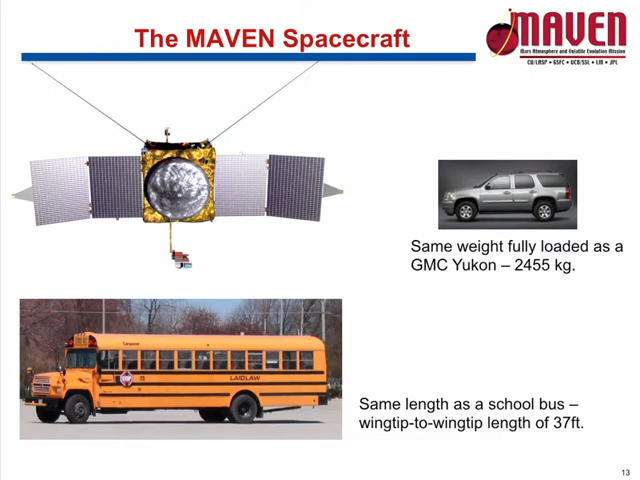 The MAVEN Spacecraft
MAVEN
Mars Atmosphere and Volatile Evolution Mission
CU/LASP • GSFC • UCB/SSL • LM • JPL
Same weight fully loaded as a
GMC Yukon – 2455 kg.
LAIDLAW
Same length as a school bus –
wingtip-to-wingtip length of 37ft.
13